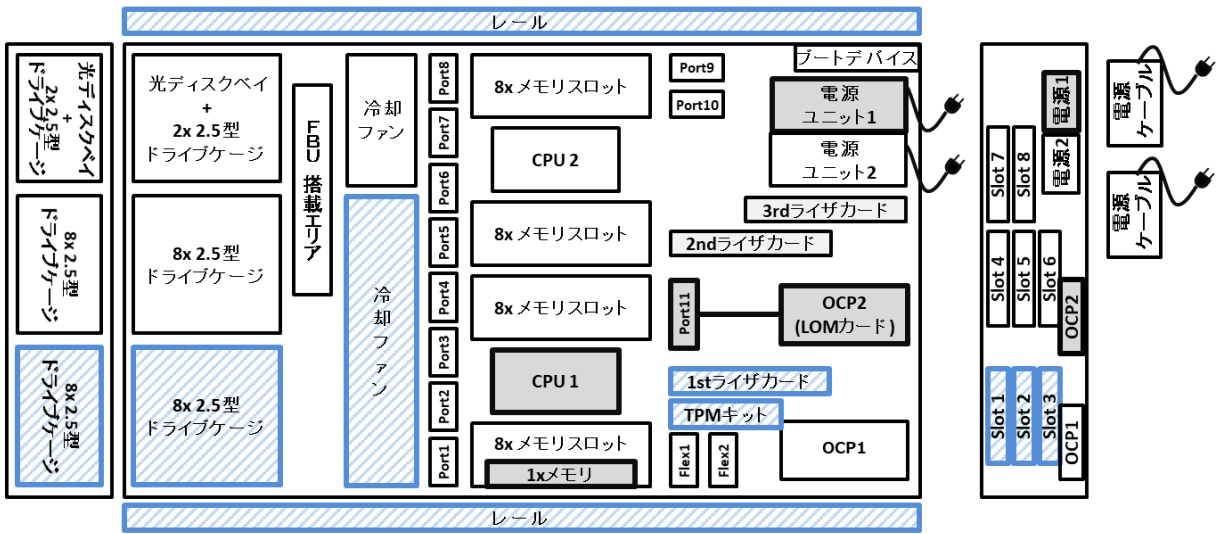 レール
光ディスクベイ
+
2x 2.5型
ドライブケージ
8x 2.5型
ドライブケージ
8x 2.5型
ドライブケージ
光ディスクベイ
+
2x 2.5型
ドライブケージ
8x 2.5型
ドライブケージ
8x 2.5型
ドライブケージ
FBU 搭載エリア
冷却
ファン
冷却ファン
Port8
Port7
Port6
Port5
Port4
Port3
Port2
Port1
8x メモリスロット
CPU 2
8x メモリスロット
8x メモリスロット
CPU 1
8x メモリスロット
1xメモリ
Port9
Port10
ブートデバイス
電源
ユニット1
電源
ユニット2
3rdライザカード
2ndライザカード
Port11
OCP2
(LOMカード)
1stライザカード
TPMキット
Flex1
Flex2
OCP1
レール
電源1
電源2
Slot 7
Slot 8
Slot 4
Slot 5
Slot 6
OCP2
Slot 1
Slot 2
Slot 3
OCP1
電源
ケーブル
電源
ケーブル